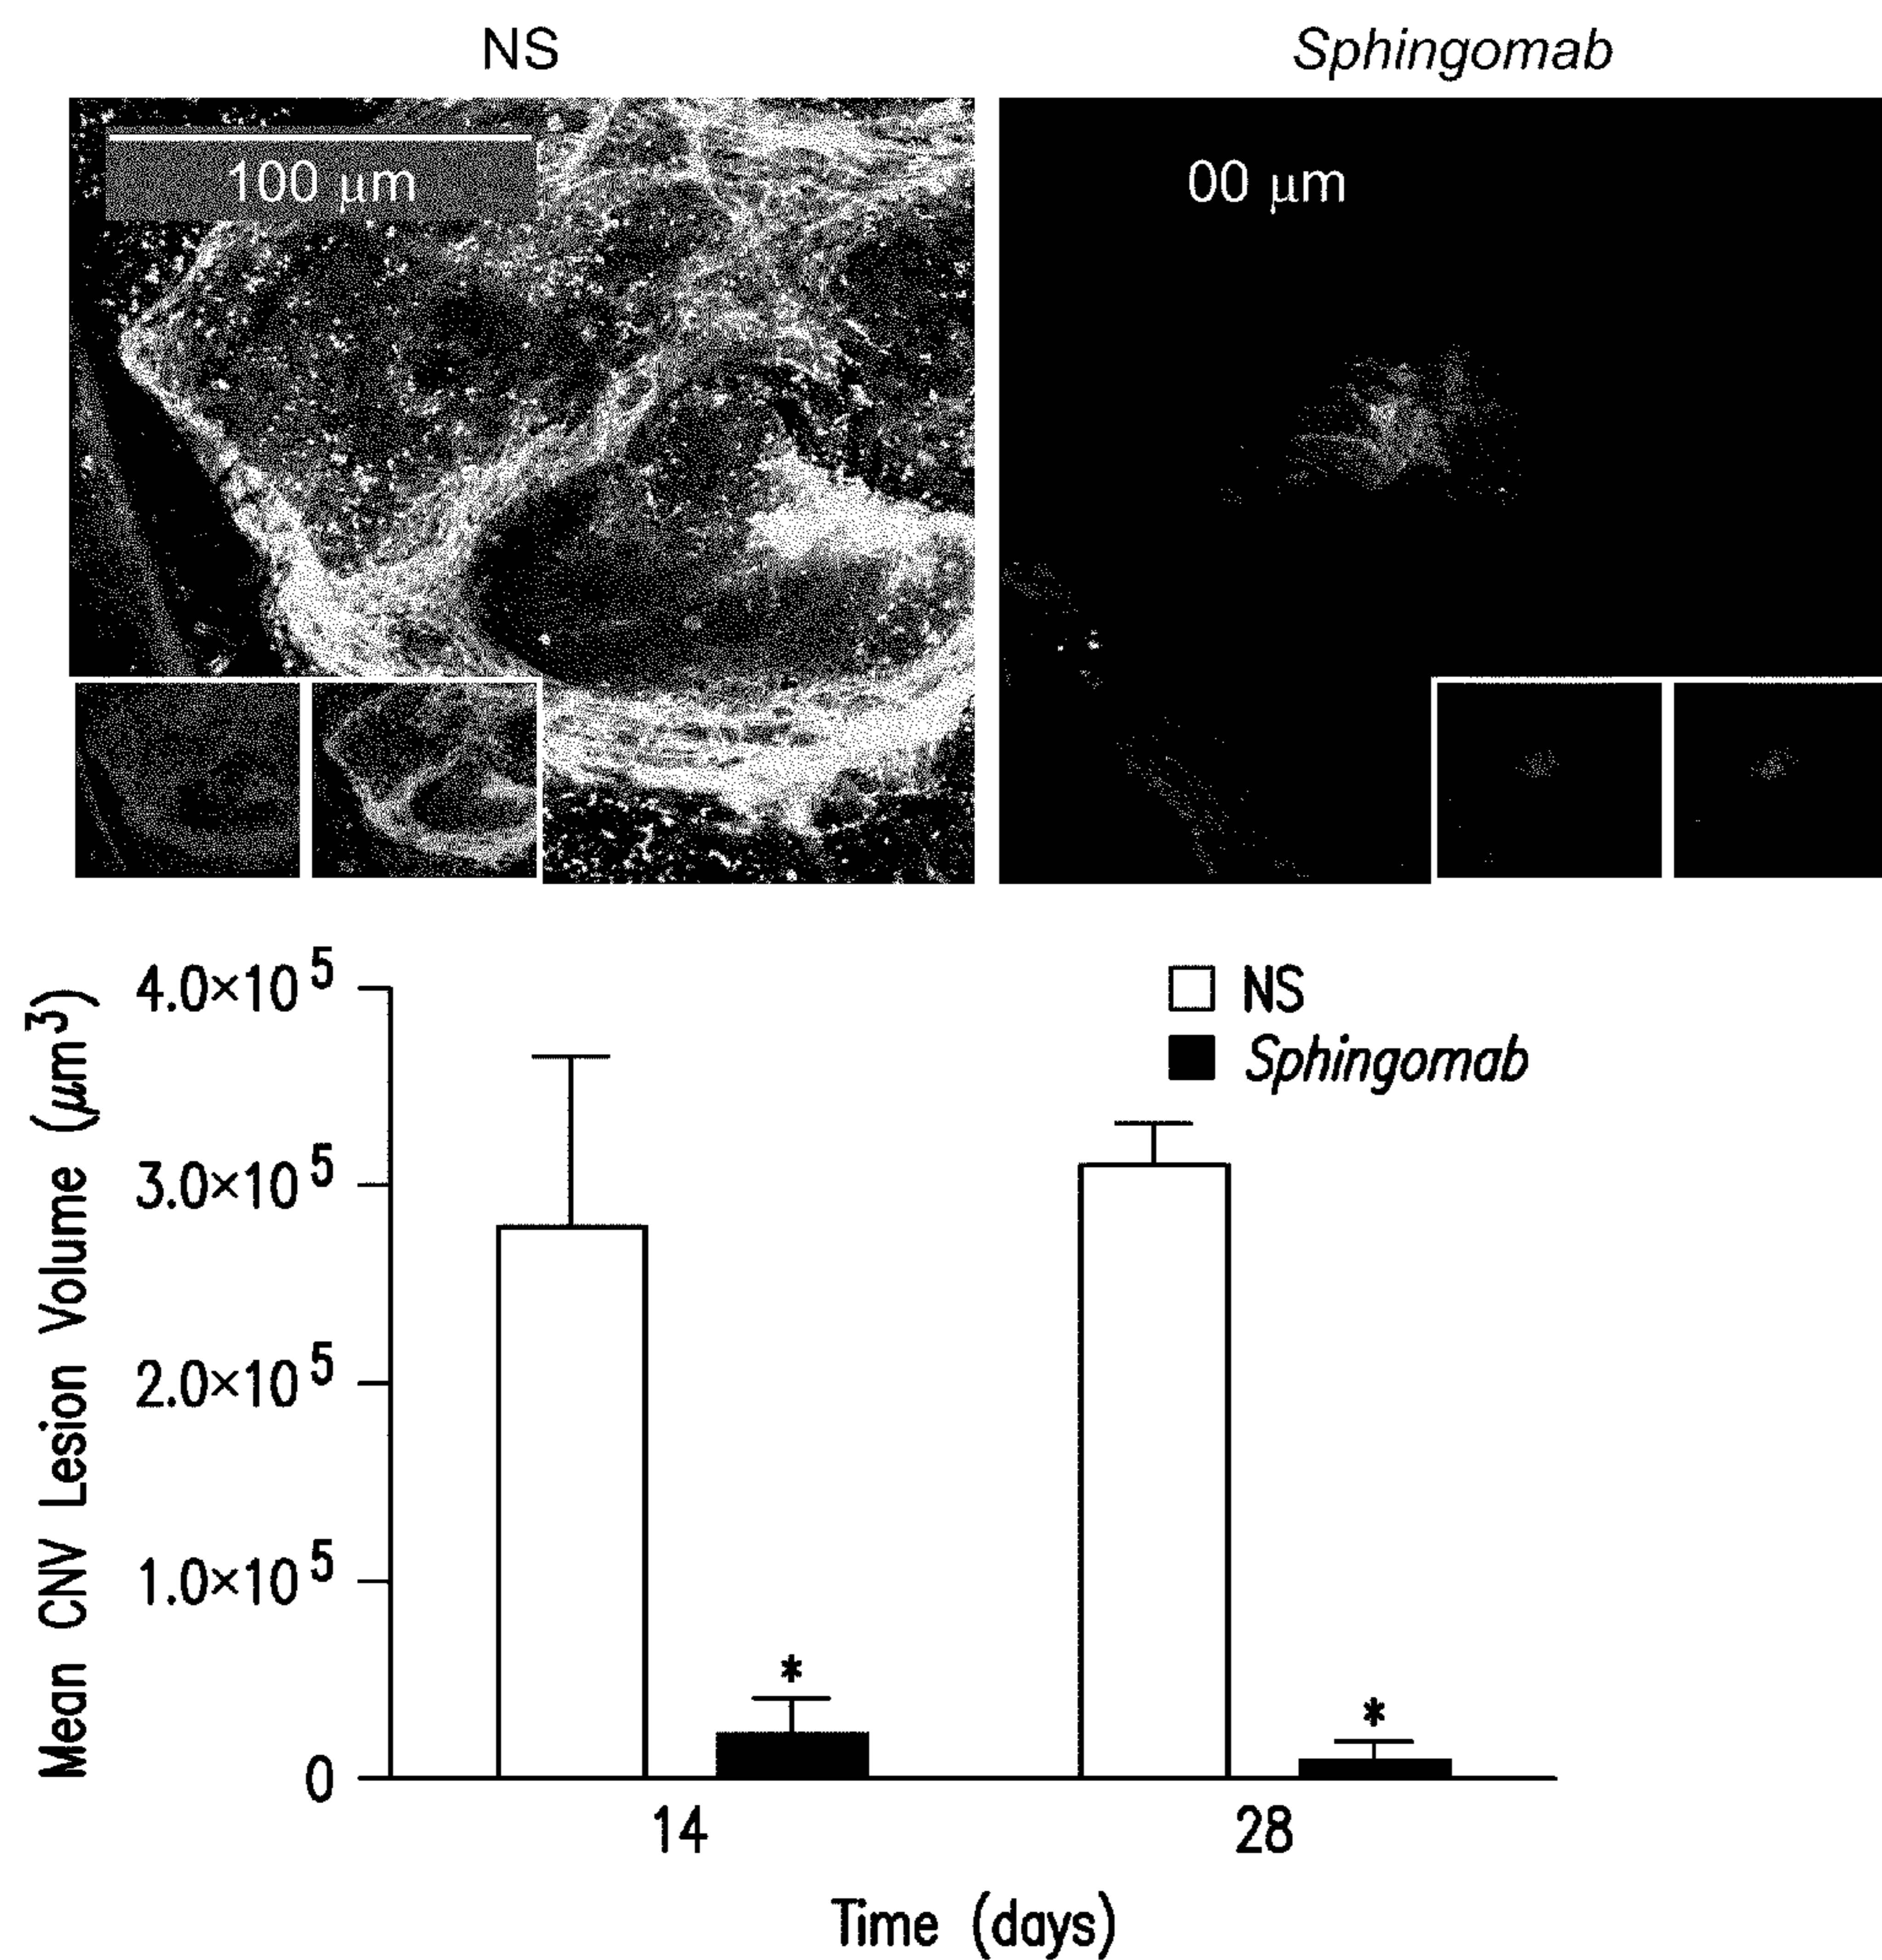 NS
Sphingomab
100 μm
00 μm
Mean CNV Lesion Volume (μm³)
4.0×10⁵
3.0×10⁵
2.0×10⁵
1.0×10⁵
0
NS
Sphingomab
*
*
14
28
Time (days)